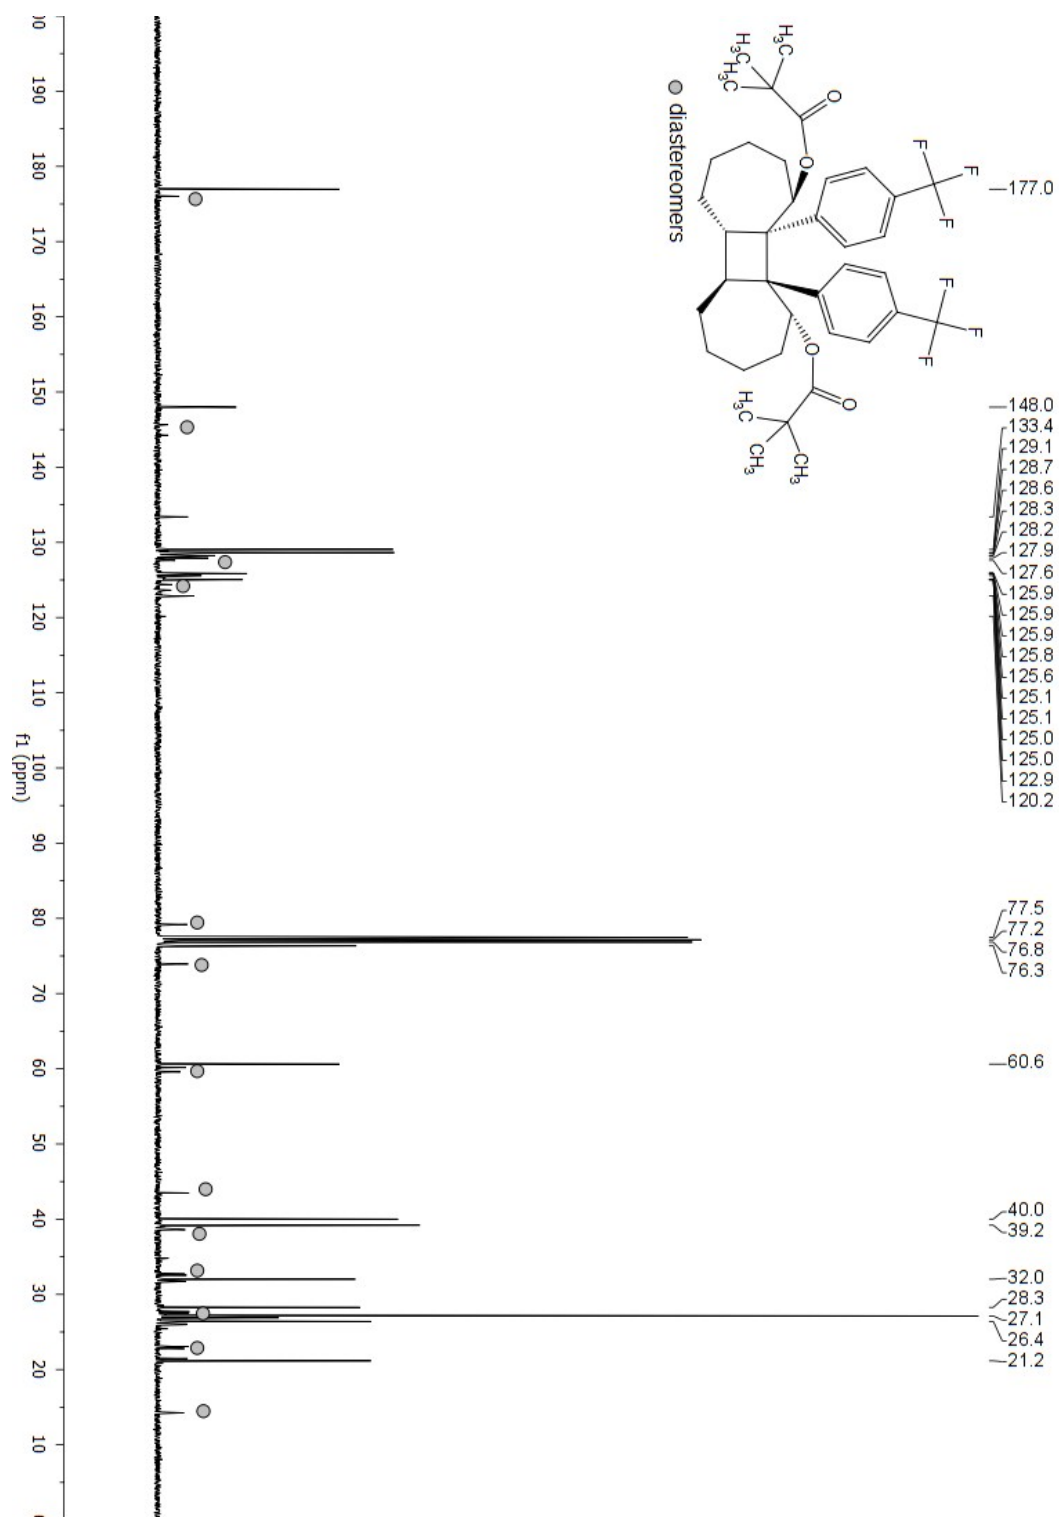 H₃C
CH₃
H₃C
H₃C
O
O
F
F
F
F
F
F
O
O
H₃C
CH₃
CH₃
diastereomers
177.0
148.0
133.4
129.1
128.7
128.6
128.3
128.2
127.9
127.6
125.9
125.9
125.9
125.8
125.6
125.1
125.1
125.0
125.0
122.9
120.2
77.5
77.2
76.8
76.3
60.6
40.0
39.2
32.0
28.3
27.1
26.4
21.2
190
180
170
160
150
140
130
120
110
100
90
80
70
60
50
40
30
20
10
f1 (ppm)